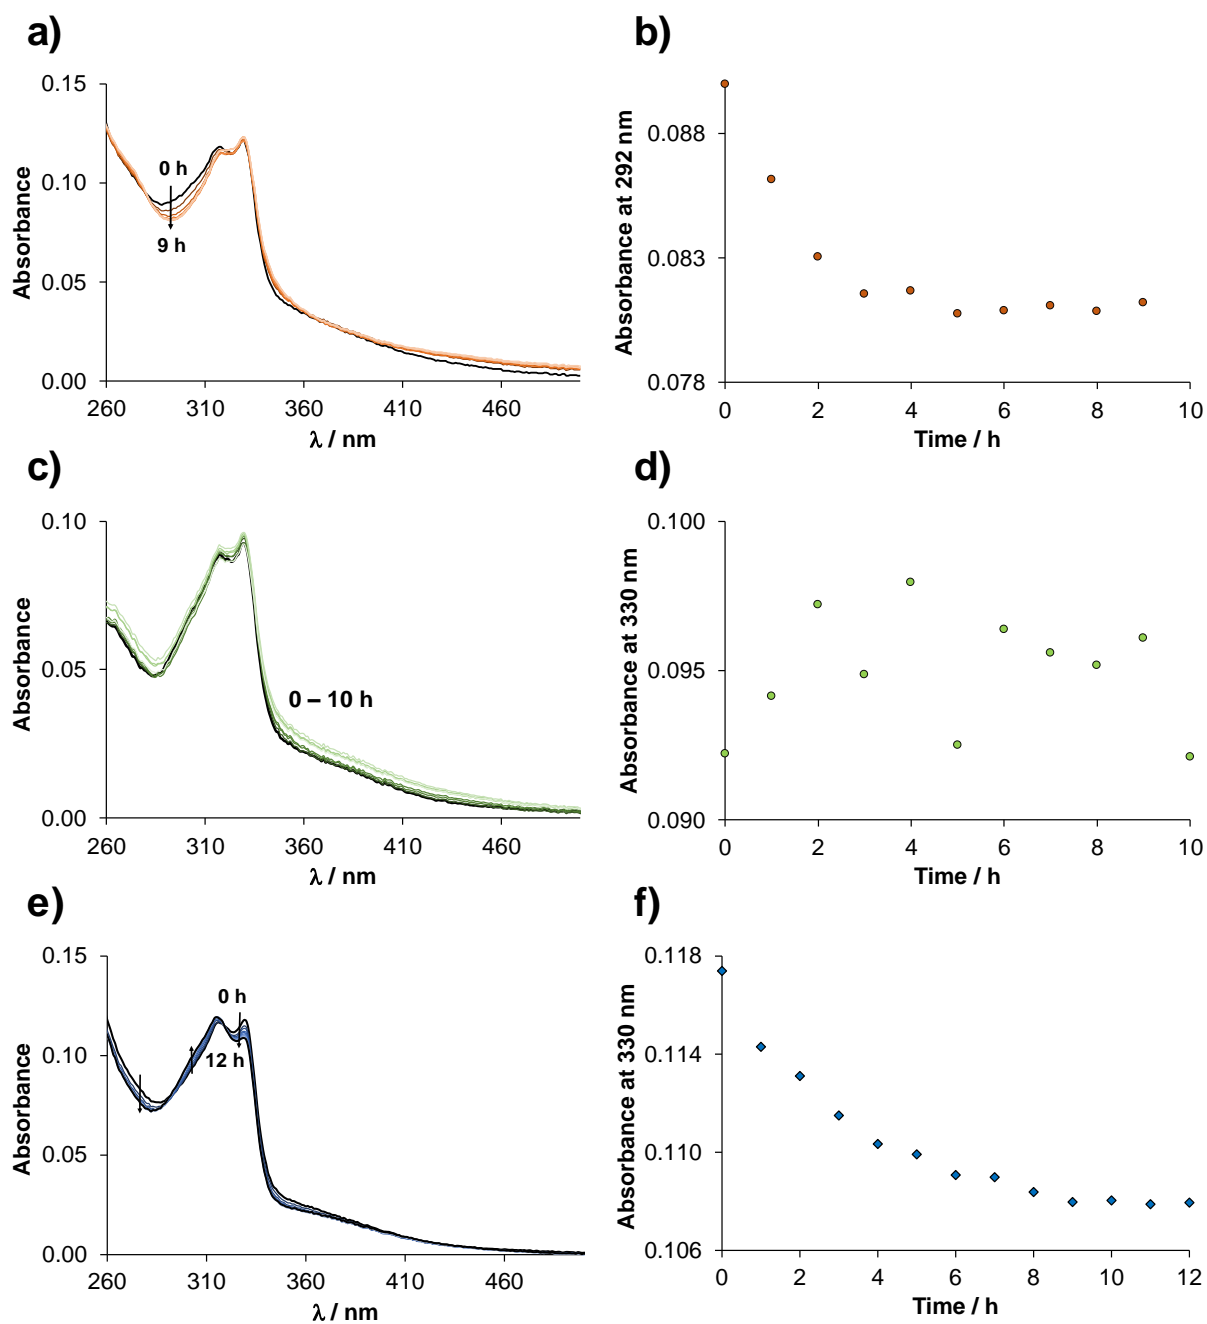 a)
0.15
0.10
0.05
0.00
Absorbance
0 h
9 h
260 310 360 410 460
λ / nm
b)
0.088
0.083
0.078
Absorbance at 292 nm
0 2 4 6 8 10
Time / h
c)
0.10
0.05
0.00
Absorbance
0 – 10 h
260 310 360 410 460
λ / nm
d)
0.100
0.095
0.090
Absorbance at 330 nm
0 2 4 6 8 10
Time / h
e)
0.15
0.10
0.05
0.00
Absorbance
0 h
12 h
260 310 360 410 460
λ / nm
f)
0.118
0.114
0.110
0.106
Absorbance at 330 nm
0 2 4 6 8 10 12
Time / h